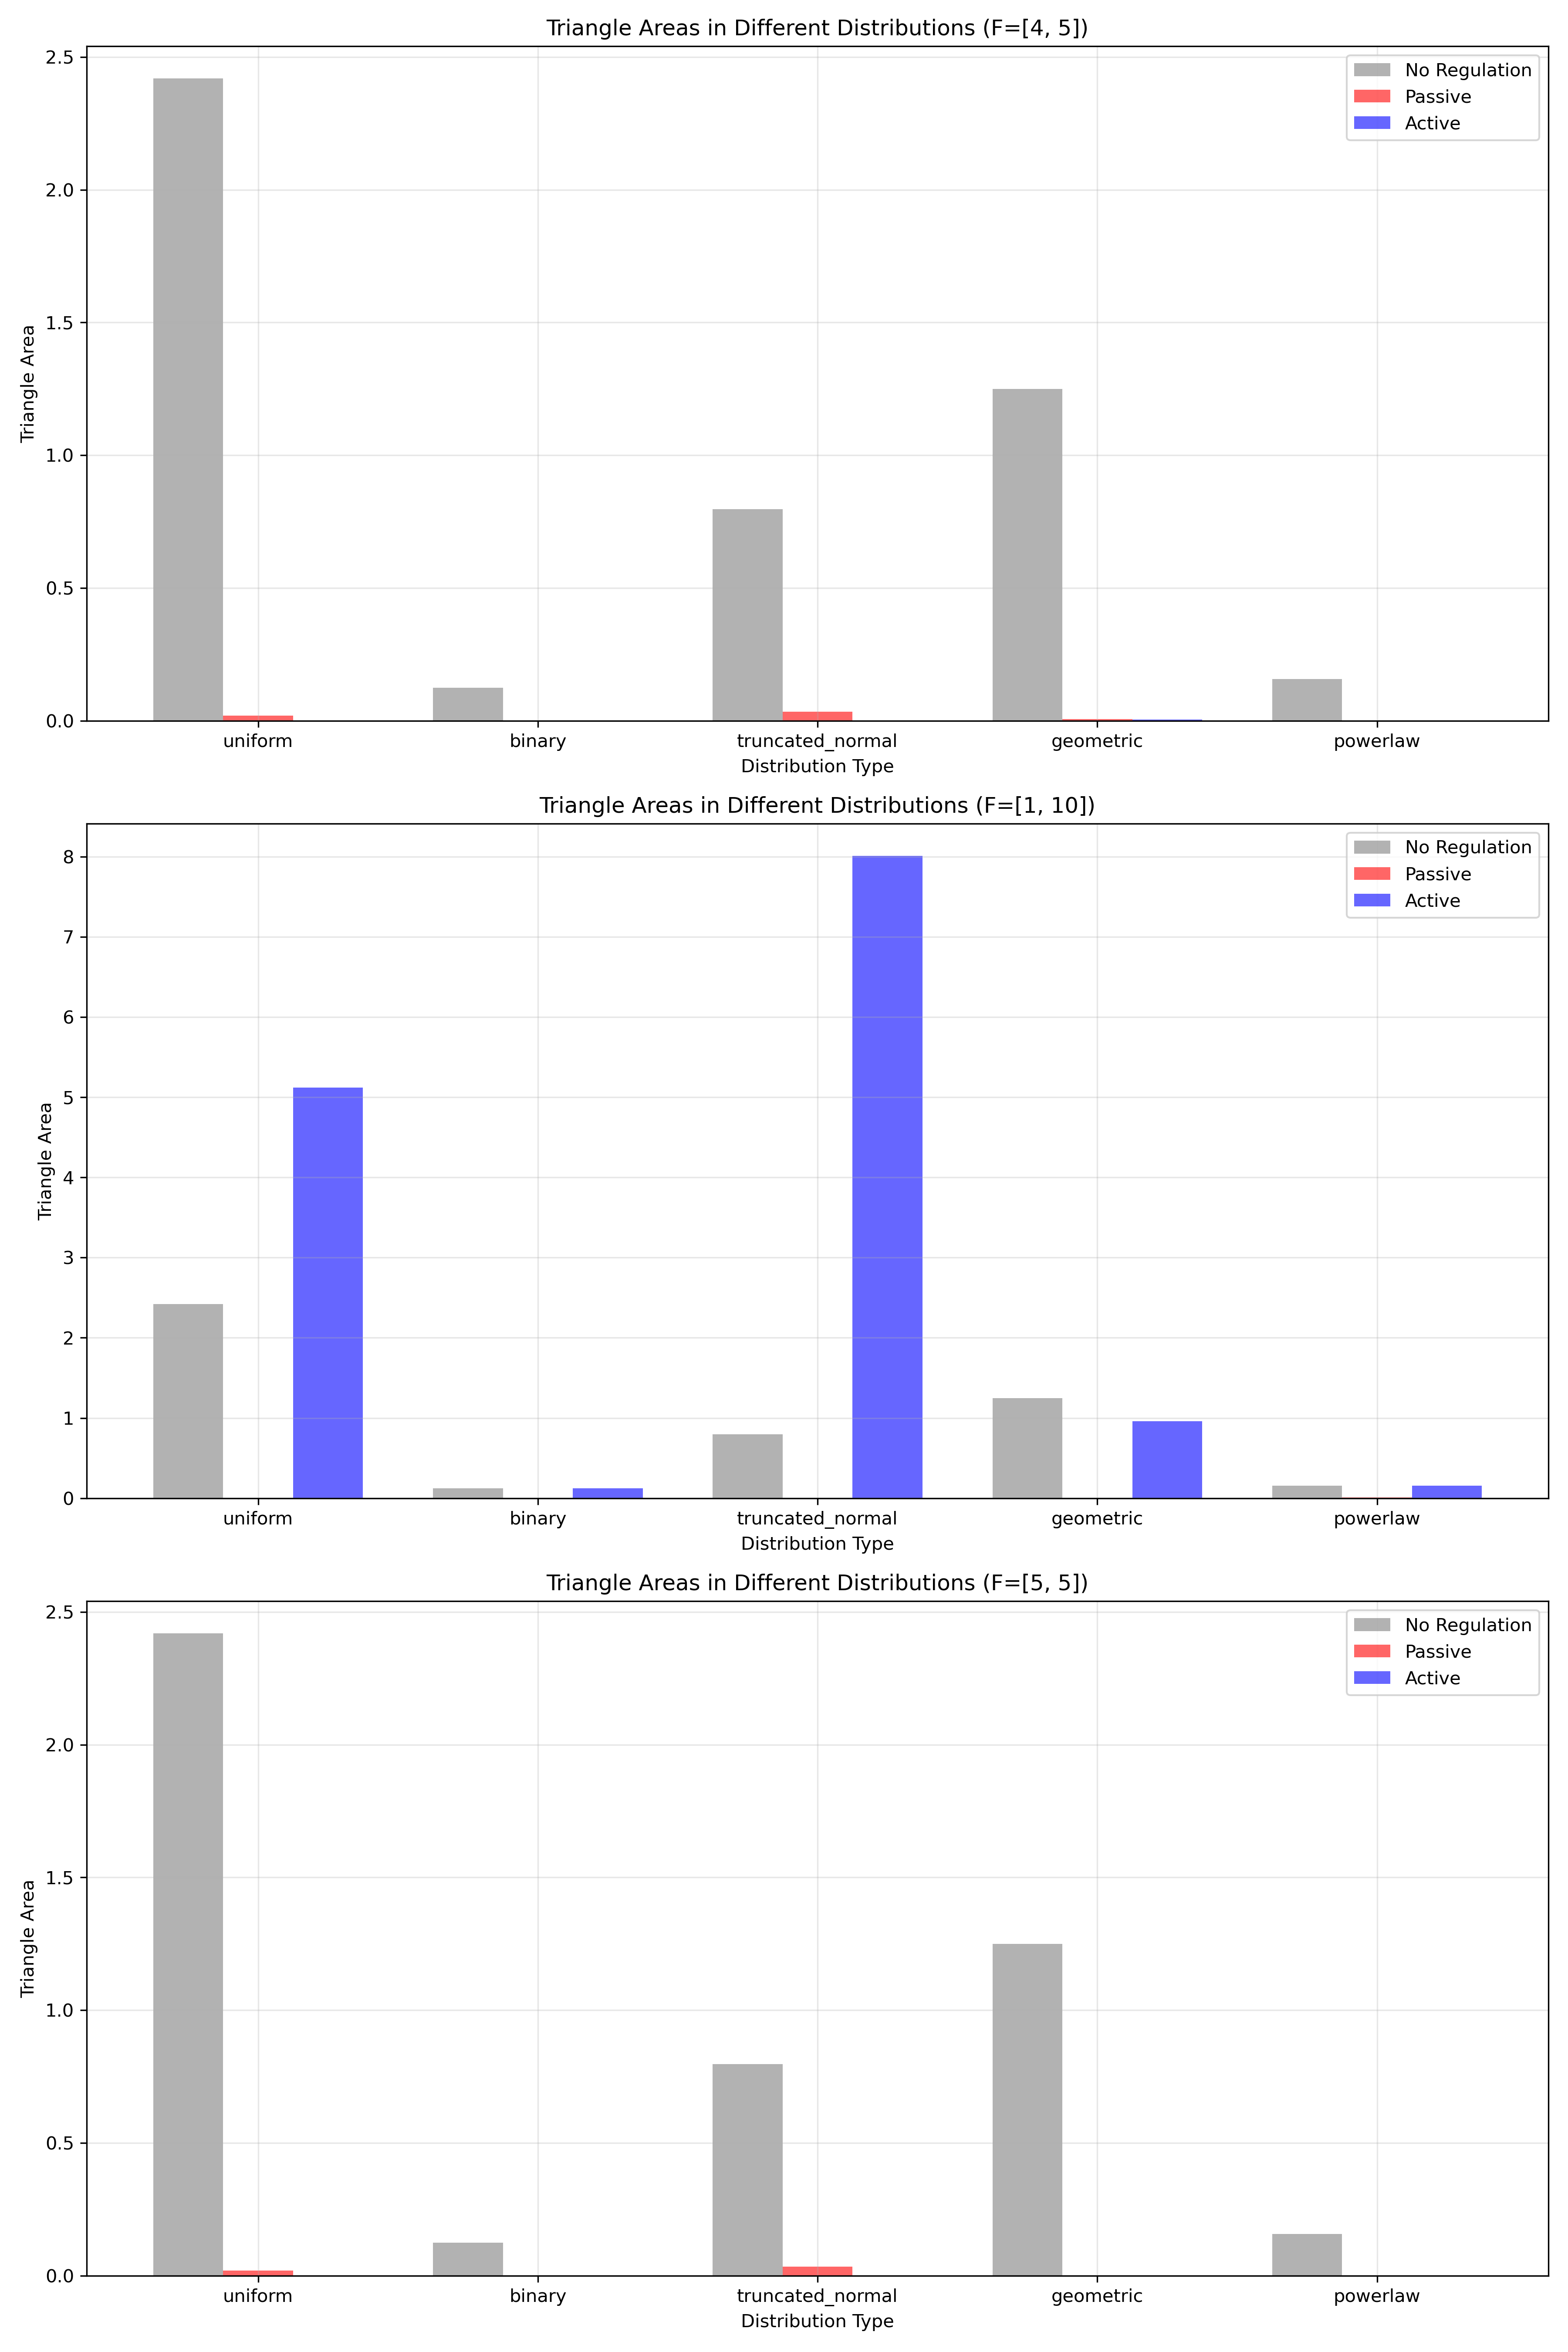 Triangle Areas in Different Distributions (F=[4, 5])
No Regulation
Passive
Active
Triangle Area
2.5
2.0
1.5
1.0
0.5
0.0
uniform binary truncated_normal geometric powerlaw
Distribution Type
Triangle Areas in Different Distributions (F=[1, 10])
No Regulation
Passive
Active
Triangle Area
8
7
6
5
4
3
2
1
0
uniform binary truncated_normal geometric powerlaw
Distribution Type
Triangle Areas in Different Distributions (F=[5, 5])
No Regulation
Passive
Active
Triangle Area
2.5
2.0
1.5
1.0
0.5
0.0
uniform binary truncated_normal geometric powerlaw
Distribution Type